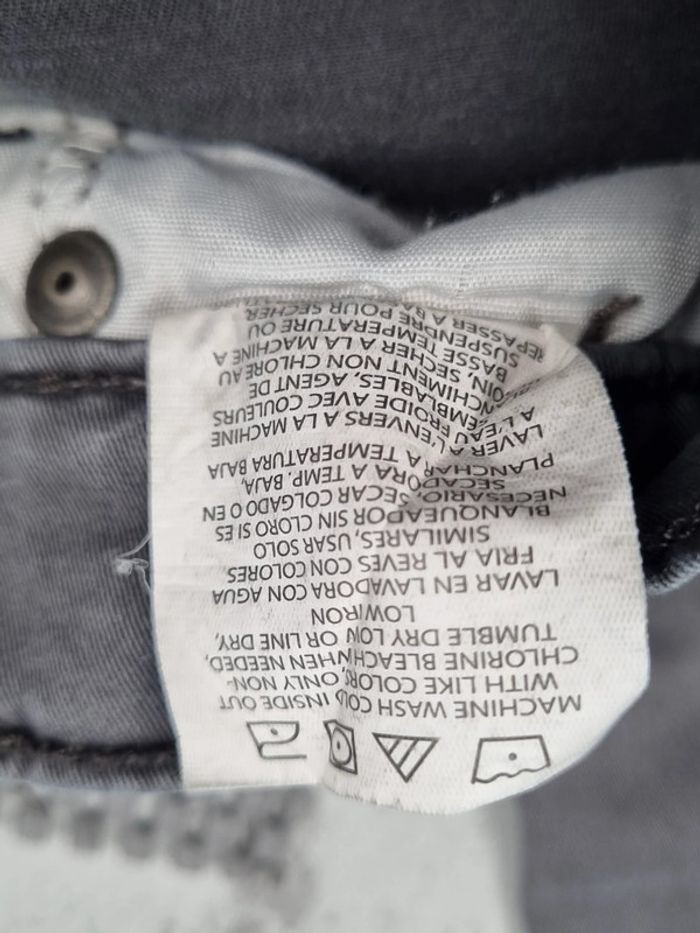 MACHINE WASH COLD INSIDE OUT
WITH LIKE COLORS, ONLY NON-
CHLORINE BLEACH WHEN NEEDED,
TUMBLE DRY LOW OR LINE DRY,
LOW IRON
LAVAR EN LAVADORA CON AGUA
FRIA AL REVES CON COLORES
SIMILARES, USAR SOLO
BLANQUEADOR SIN CLORO SI ES
NECESARIO, SECAR COLGADO O EN
SECADORA A TEMP. BAJA,
PLANCHAR A TEMPERATURA BAJA
LAVER A L'ENVERS A LA MACHINE
A L'EAU FROIDE AVEC COULEURS
SEMBLABLES, AGENT DE
BLANCHIMENT NON CHLORE AU
BESOIN, SECHER A LA MACHINE A
BASSE TEMPERATURE OU
SUSPENDRE POUR SECHER.
REPASSER A BASSE